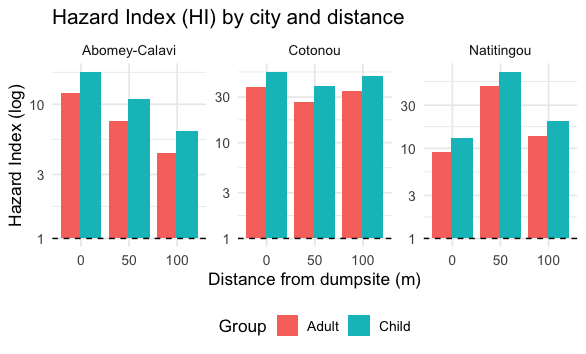 Hazard Index (HI) by city and distance
Abomey-Calavi Cotonou Natitingou
Hazard Index (log)
10
3
1
30
10
3
1
30
10
3
1
0 50 100 0 50 100 0 50 100
Distance from dumpsite (m)
Group Adult Child